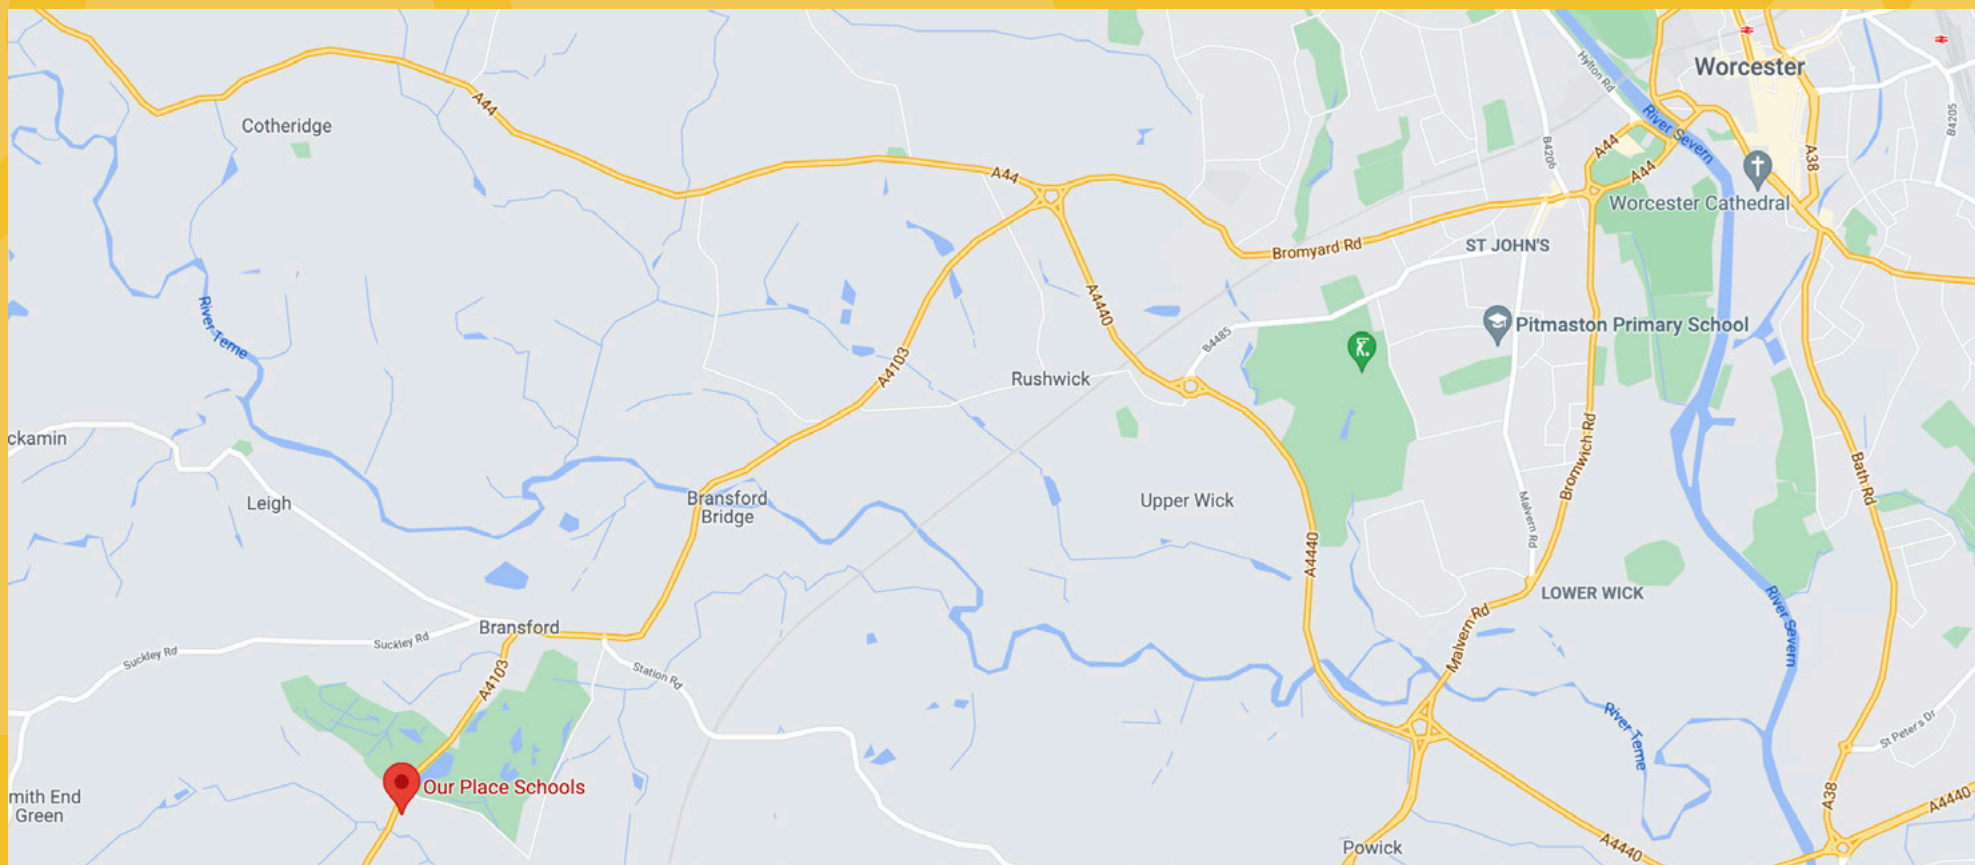 Worcester
Hylton Rd
River Severn
A44
Cotheridge
B4206
B4205
A44
A38
A44
A44
Worcester Cathedral
ST JOHN'S
Bromyard Rd
River Teme
A4440
Pitmaston Primary School
B4485
A4103
Rushwick
ckamin
Bromwich Rd
Bath Rd
Leigh
Bransford
Bridge
Upper Wick
Malvern Rd
A4440
LOWER WICK
Bransford
Malvern Rd
River Severn
Suckley Rd
Suckley Rd
Station Rd
A4103
River Teme
St Peter's Dr
Our Place Schools
mith End
Green
A38
A4440
Powick
A4440